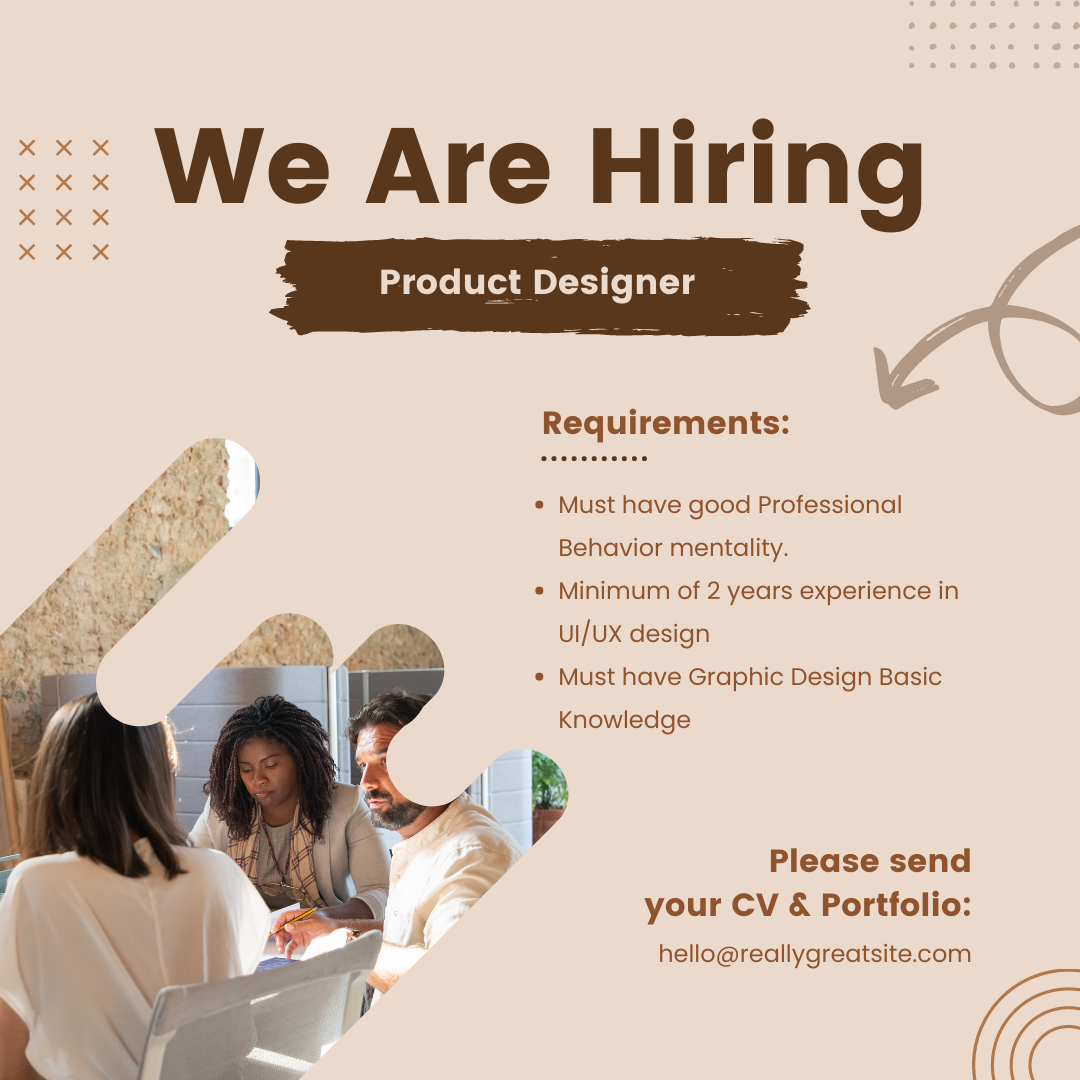 We Are Hiring
Product Designer
Requirements:
• Must have good Professional
Behavior mentality.
• Minimum of 2 years experience in
UI/UX design
• Must have Graphic Design Basic
Knowledge
Please send
your CV & Portfolio:
hello@reallygreatsite.com